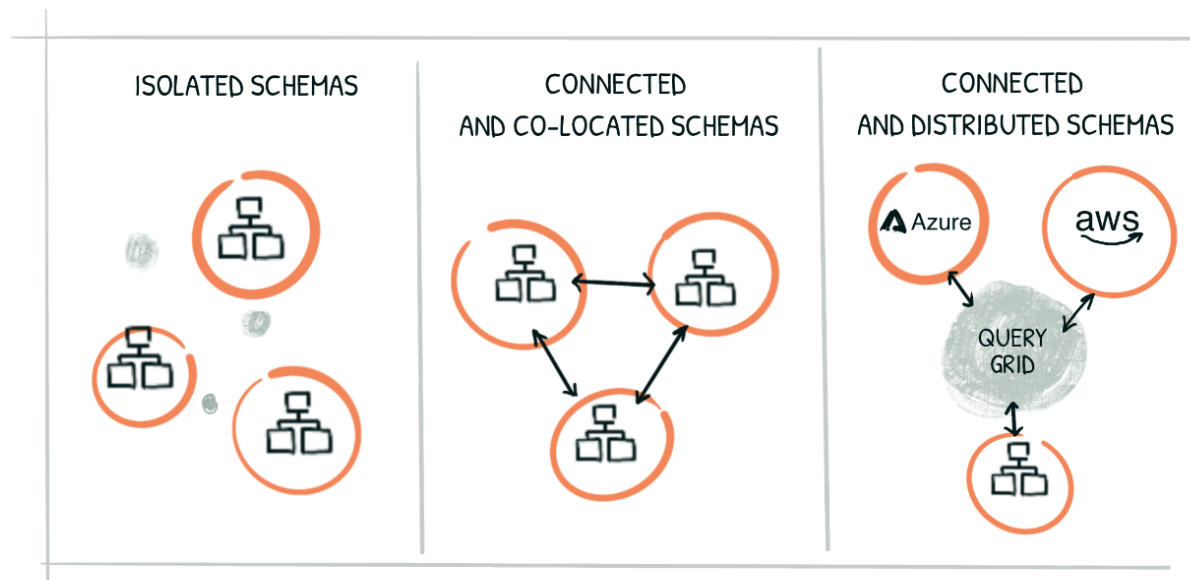 ISOLATED SCHEMAS
CONNECTED
AND CO-LOCATED SCHEMAS
CONNECTED
AND DISTRIBUTED SCHEMAS
Azure
aws
QUERY
GRID